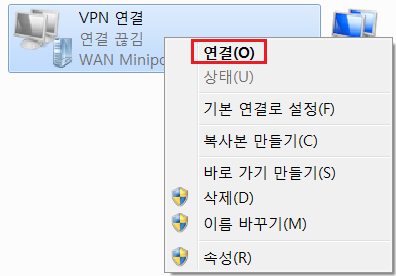 VPN 연결
연결 끊김
WAN Minipo
연결(O)
상태(U)
기본 연결로 설정(F)
복사본 만들기(C)
바로 가기 만들기(S)
삭제(D)
이름 바꾸기(M)
속성(R)